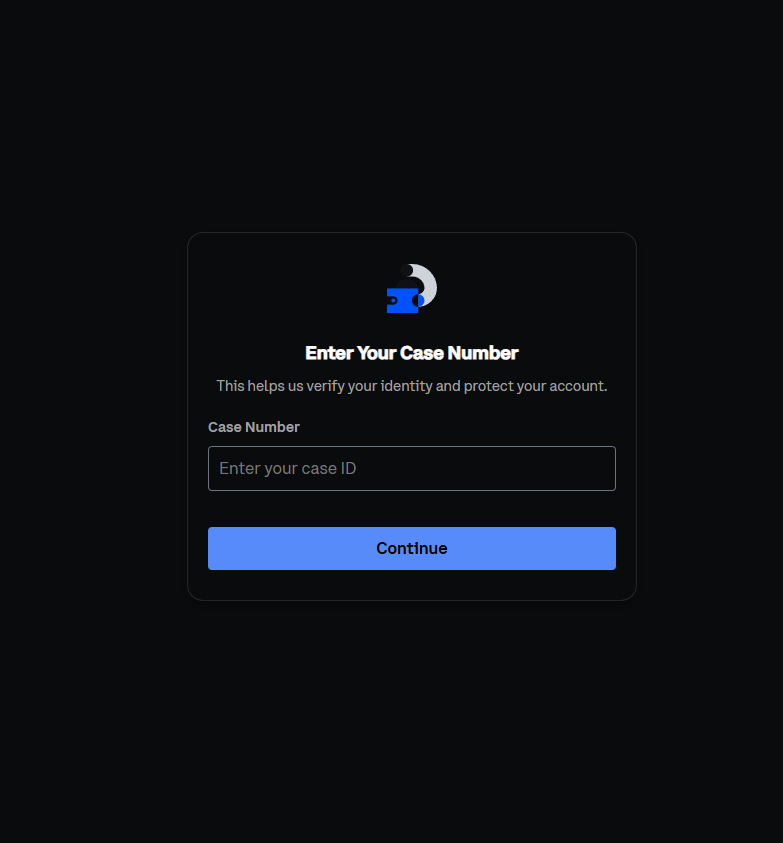 Enter Your Case Number
This helps us verify your identity and protect your account.
Case Number
Enter your case ID
Continue